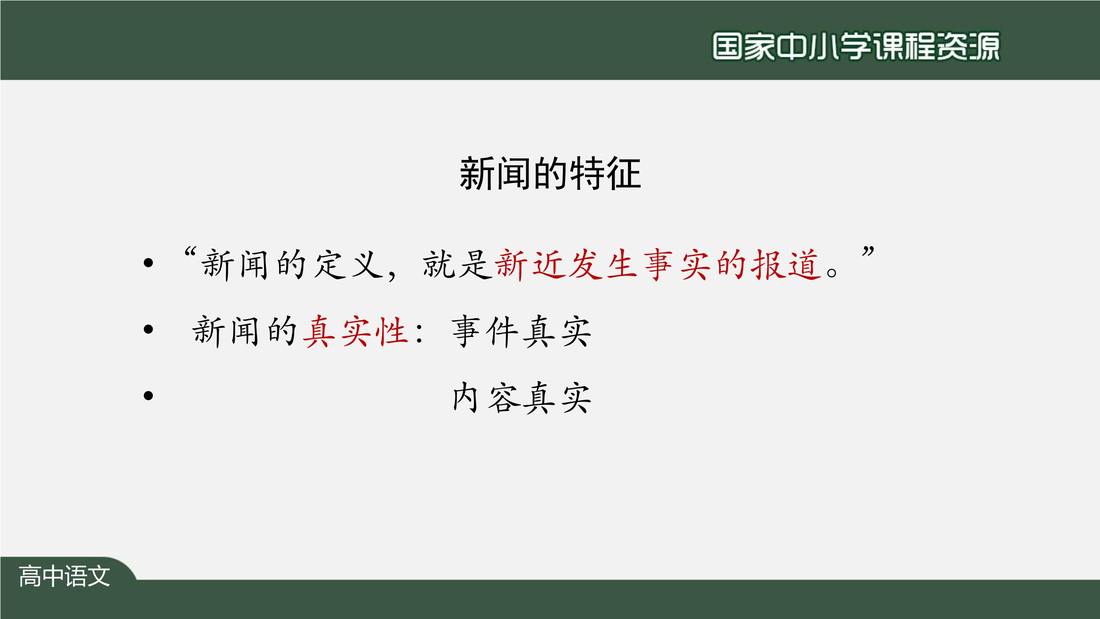 国家中小学课程资源
新闻的特征
• “新闻的定义，就是新近发生事实的报道。”
• 新闻的真实性：事件真实
• 内容真实
高中语文